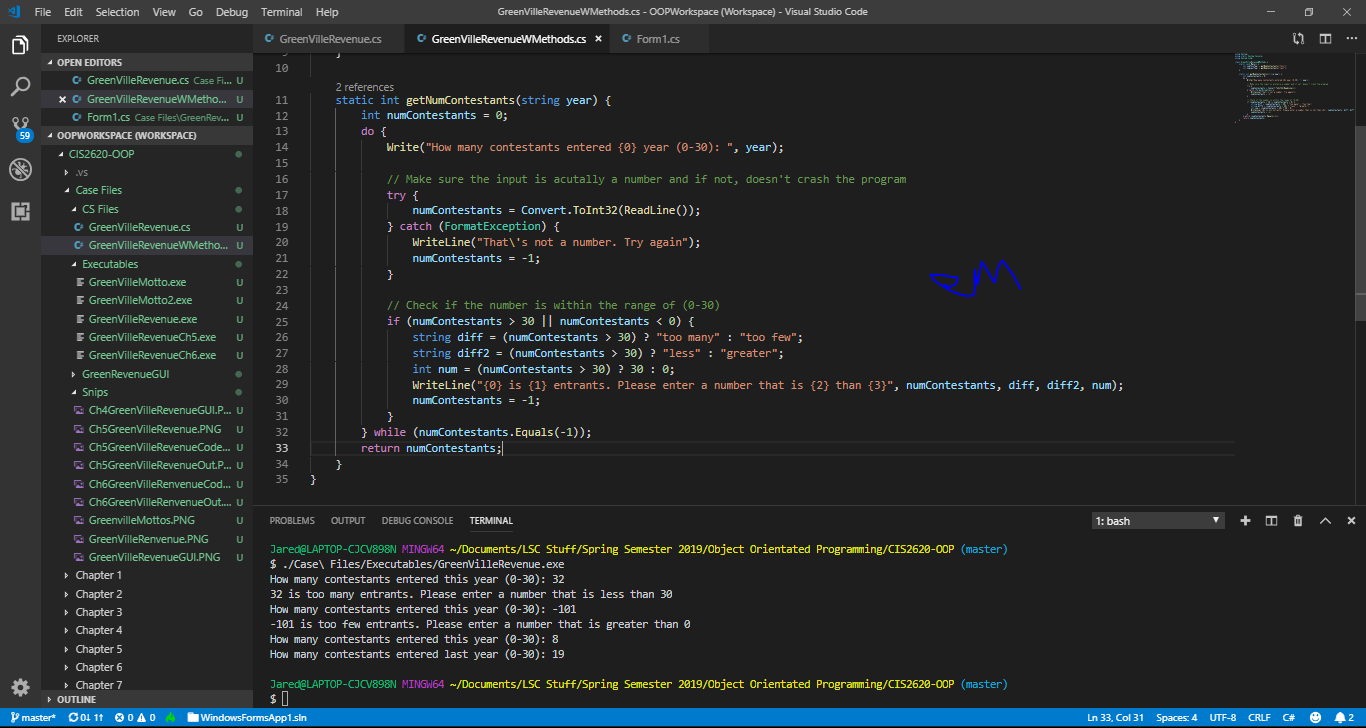 File Edit Selection View Go Debug Terminal Help
GreenVilleRevenueWMethods.cs - OOPWorkspace (Workspace) - Visual Studio Code
EXPLORER
OPEN EDITORS
GreenVilleRevenue.cs Case Fi... U
GreenVilleRevenueWMetho... U
Form1.cs Case Files\GreenRev... U
OOPWORKSPACE (WORKSPACE)
CIS2620-OOP
.vs
Case Files
CS Files
GreenVilleRevenue.cs U
GreenVilleRevenueWMetho... U
Executables
GreenVilleMotto.exe U
GreenVilleMotto2.exe U
GreenVilleRevenue.exe U
GreenVilleRevenueCh5.exe U
GreenVilleRevenueCh6.exe U
GreenRevenueGUI
Snips
Ch4GreenVilleRevenueGUI.P... U
Ch5GreenVilleRevenue.PNG U
Ch5GreenVilleRevenueCode... U
Ch5GreenVilleRevenueOut.P... U
Ch6GreenVilleRenvenueCod... U
Ch6GreenVilleRenvenueOut.... U
GreenvilleMottos.PNG U
GreenVilleRenvenue.PNG U
GreenVilleRevenueGUI.PNG U
Chapter 1
Chapter 2
Chapter 3
Chapter 4
Chapter 5
Chapter 6
Chapter 7
OUTLINE
59
GreenVilleRevenue.cs GreenVilleRevenueWMethods.cs Form1.cs
10
2 references
11 static int getNumContestants(string year) {
12 int numContestants = 0;
13 do {
14 Write("How many contestants entered {0} year (0-30): ", year);
15
16 // Make sure the input is acutally a number and if not, doesn't crash the program
17 try {
18 numContestants = Convert.ToInt32(ReadLine());
19 } catch (FormatException) {
20 WriteLine("That\'s not a number. Try again");
21 numContestants = -1;
22 }
23
24 // Check if the number is within the range of (0-30)
25 if (numContestants > 30 || numContestants < 0) {
26 string diff = (numContestants > 30) ? "too many" : "too few";
27 string diff2 = (numContestants > 30) ? "less" : "greater";
28 int num = (numContestants > 30) ? 30 : 0;
29 WriteLine("{0} is {1} entrants. Please enter a number that is {2} than {3}", numContestants, diff, diff2, num);
30 numContestants = -1;
31 }
32 } while (numContestants.Equals(-1));
33 return numContestants;
34 }
35 }
PROBLEMS OUTPUT DEBUG CONSOLE TERMINAL
1: bash
Jared@LAPTOP-CJCV898N MINGW64 ~/Documents/LSC Stuff/Spring Semester 2019/Object Orientated Programming/CIS2620-OOP (master)
$ ./Case\ Files/Executables/GreenVilleRevenue.exe
How many contestants entered this year (0-30): 32
32 is too many entrants. Please enter a number that is less than 30
How many contestants entered this year (0-30): -101
-101 is too few entrants. Please enter a number that is greater than 0
How many contestants entered this year (0-30): 8
How many contestants entered last year (0-30): 19
Jared@LAPTOP-CJCV898N MINGW64 ~/Documents/LSC Stuff/Spring Semester 2019/Object Orientated Programming/CIS2620-OOP (master)
$
master* 0↓ 1↑ 0 0 WindowsFormsApp1.sln
Ln 33, Col 31 Spaces: 4 UTF-8 CRLF C# 2